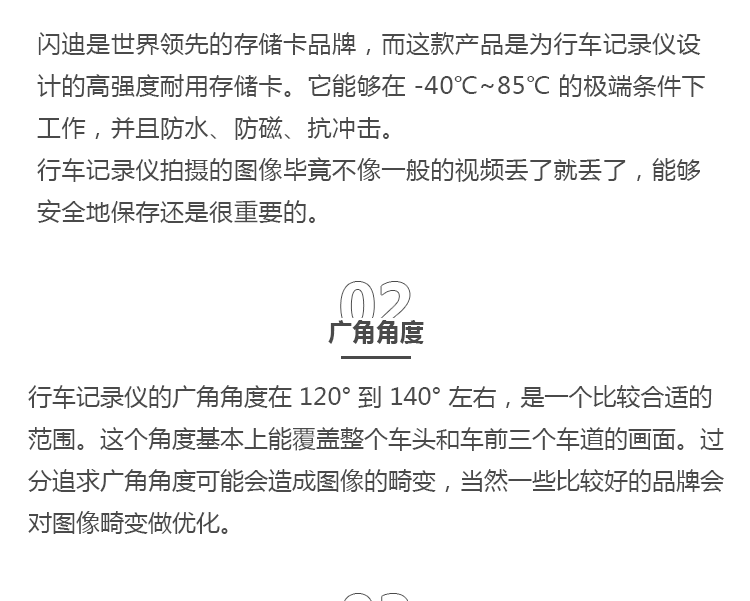 闪迪是世界领先的存储卡品牌，而这款产品是为行车记录仪设
计的高强度耐用存储卡。它能够在 -40℃~85℃ 的极端条件下
工作，并且防水、防磁、抗冲击。
行车记录仪拍摄的图像毕竟不像一般的视频丢了就丢了，能够
安全地保存还是很重要的。
02
广角角度
行车记录仪的广角角度在 120° 到 140° 左右，是一个比较合适的
范围。这个角度基本上能覆盖整个车头和车前三个车道的画面。过
分追求广角角度可能会造成图像的畸变，当然一些比较好的品牌会
对图像畸变做优化。